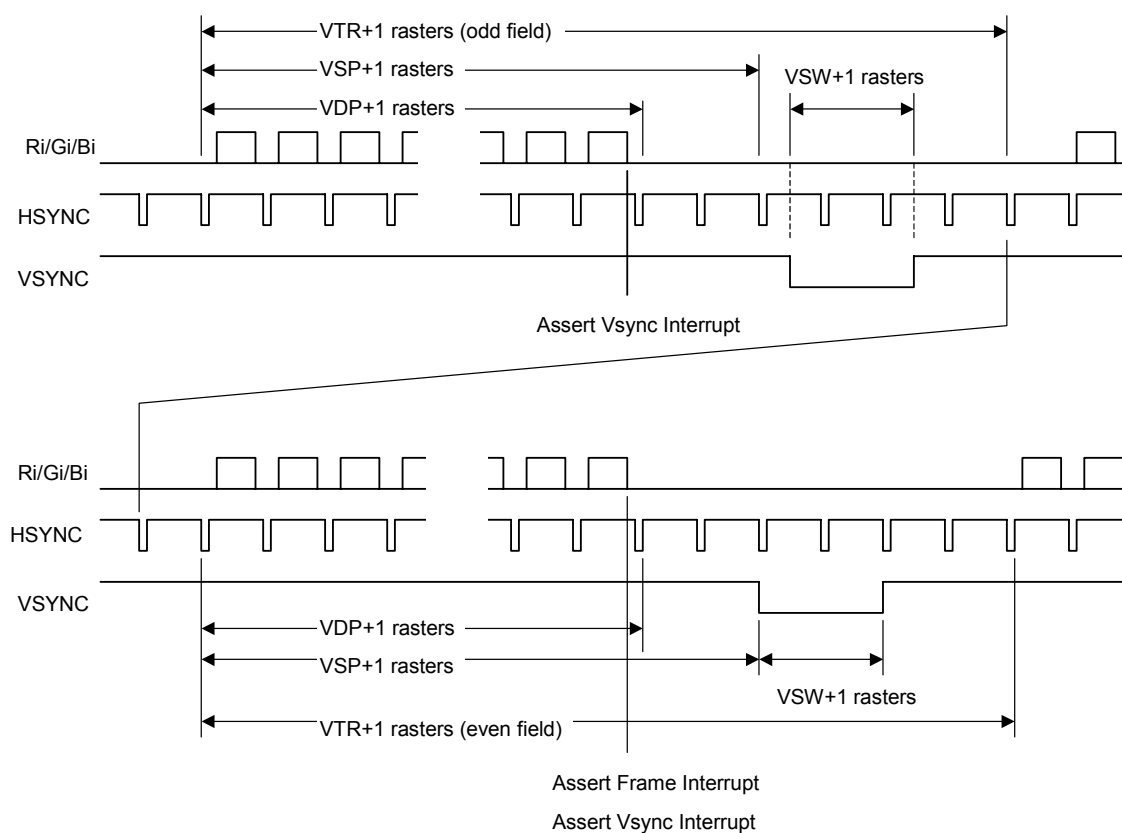 VTR+1 rasters (odd field)
VSP+1 rasters
VSW+1 rasters
VDP+1 rasters
Ri/Gi/Bi
HSYNC
VSYNC
Assert Vsync Interrupt
Ri/Gi/Bi
HSYNC
VSYNC
VDP+1 rasters
VSP+1 rasters
VSW+1 rasters
VTR+1 rasters (even field)
Assert Frame Interrupt
Assert Vsync Interrupt